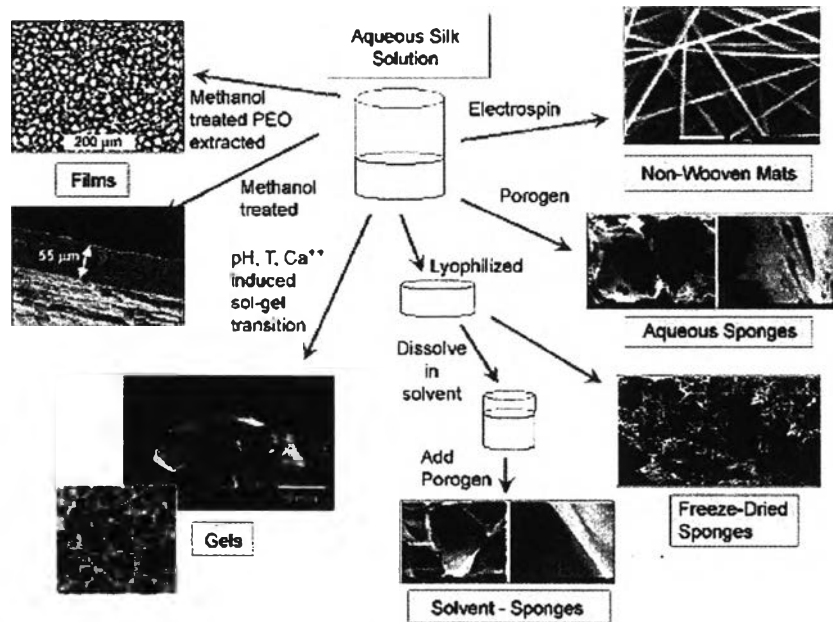 Aqueous Silk
Solution
Methanol
treated PEO
extracted
200 µm
Films
Methanol
treated
55 µm
pH, T, Ca⁺⁺
induced
sol-gel
transition
Gels
Electrospin
Non-Wooven Mats
Porogen
Aqueous Sponges
Lyophilized
Dissolve
in
solvent
Freeze-Dried
Sponges
Add
Porogen
Solvent - Sponges